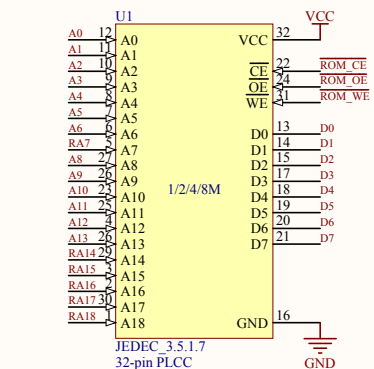 U1
VCC
A0 12 A0 VCC 32
A1 11 A1
A2 10 A2 CE 22 ROM_CE
A3 9 A3 OE 24 ROM_OE
A4 8 A4 WE 31 ROM_WE
A5 7 A5
A6 6 A6 D0 13 D0
RA7 5 A7 D1 14 D1
A8 27 A8 D2 15 D2
A9 26 A9 1/2/4/8M D3 17 D3
A10 23 A10 D4 18 D4
A11 25 A11 D5 19 D5
A12 4 A12 D6 20 D6
A13 A13 D7 21 D7
RA14 29 A14
RA15 3 A15
RA16 2 A16
RA17 30 A17
RA18 1 A18 GND 16
JEDEC_3.5.1.7
32-pin PLCC
GND